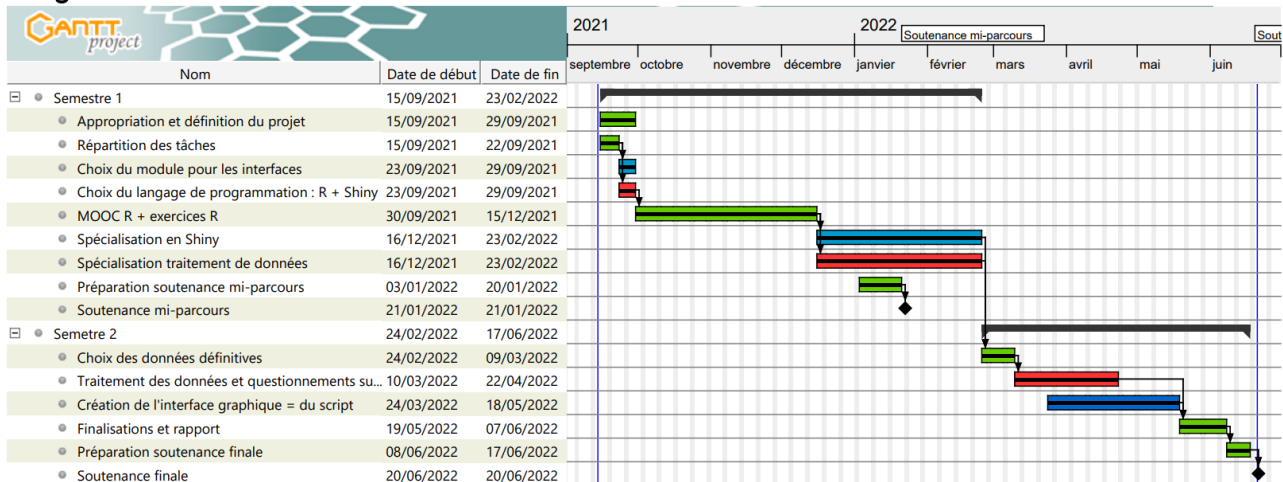 GANTT
project
2021
2022
Soutenance mi-parcours
Sout
Nom Date de début Date de fin
septembre octobre novembre décembre janvier février mars avril mai juin
Semestre 1 15/09/2021 23/02/2022
Appropriation et définition du projet 15/09/2021 29/09/2021
Répartition des tâches 15/09/2021 22/09/2021
Choix du module pour les interfaces 23/09/2021 29/09/2021
Choix du langage de programmation : R + Shiny 23/09/2021 29/09/2021
MOOC R + exercices R 30/09/2021 15/12/2021
Spécialisation en Shiny 16/12/2021 23/02/2022
Spécialisation traitement de données 16/12/2021 23/02/2022
Préparation soutenance mi-parcours 03/01/2022 20/01/2022
Soutenance mi-parcours 21/01/2022 21/01/2022
Semetre 2 24/02/2022 17/06/2022
Choix des données définitives 24/02/2022 09/03/2022
Traitement des données et questionnements su... 10/03/2022 22/04/2022
Création de l'interface graphique = du script 24/03/2022 18/05/2022
Finalisations et rapport 19/05/2022 07/06/2022
Préparation soutenance finale 08/06/2022 17/06/2022
Soutenance finale 20/06/2022 20/06/2022